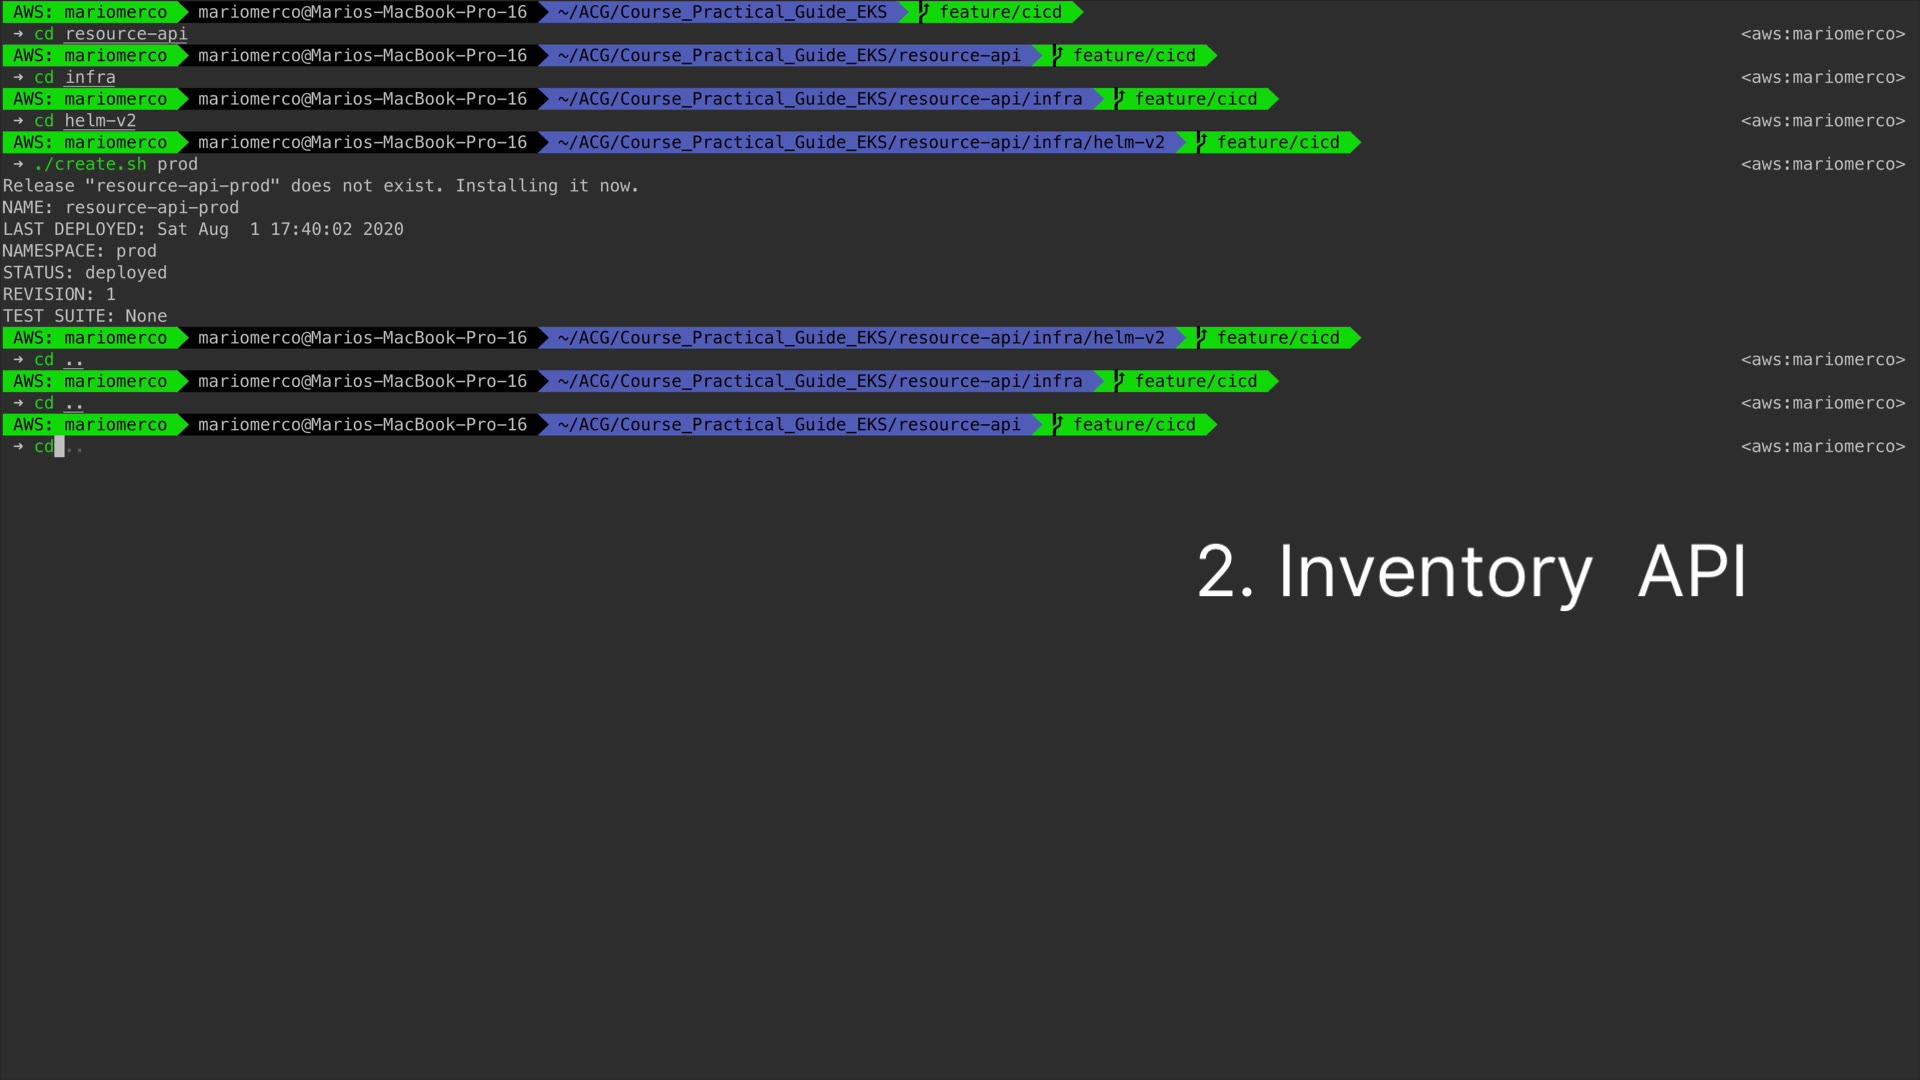 AWS: mariomerco mariomerco@Marios-MacBook-Pro-16 ~/ACG/Course_Practical_Guide_EKS feature/cicd
→ cd resource-api <aws:mariomerco>
AWS: mariomerco mariomerco@Marios-MacBook-Pro-16 ~/ACG/Course_Practical_Guide_EKS/resource-api feature/cicd
→ cd infra <aws:mariomerco>
AWS: mariomerco mariomerco@Marios-MacBook-Pro-16 ~/ACG/Course_Practical_Guide_EKS/resource-api/infra feature/cicd
→ cd helm-v2 <aws:mariomerco>
AWS: mariomerco mariomerco@Marios-MacBook-Pro-16 ~/ACG/Course_Practical_Guide_EKS/resource-api/infra/helm-v2 feature/cicd
→ ./create.sh prod <aws:mariomerco>
Release "resource-api-prod" does not exist. Installing it now.
NAME: resource-api-prod
LAST DEPLOYED: Sat Aug  1 17:40:02 2020
NAMESPACE: prod
STATUS: deployed
REVISION: 1
TEST SUITE: None
AWS: mariomerco mariomerco@Marios-MacBook-Pro-16 ~/ACG/Course_Practical_Guide_EKS/resource-api/infra/helm-v2 feature/cicd
→ cd .. <aws:mariomerco>
AWS: mariomerco mariomerco@Marios-MacBook-Pro-16 ~/ACG/Course_Practical_Guide_EKS/resource-api/infra feature/cicd
→ cd .. <aws:mariomerco>
AWS: mariomerco mariomerco@Marios-MacBook-Pro-16 ~/ACG/Course_Practical_Guide_EKS/resource-api feature/cicd
→ cd .. <aws:mariomerco>
2. Inventory API